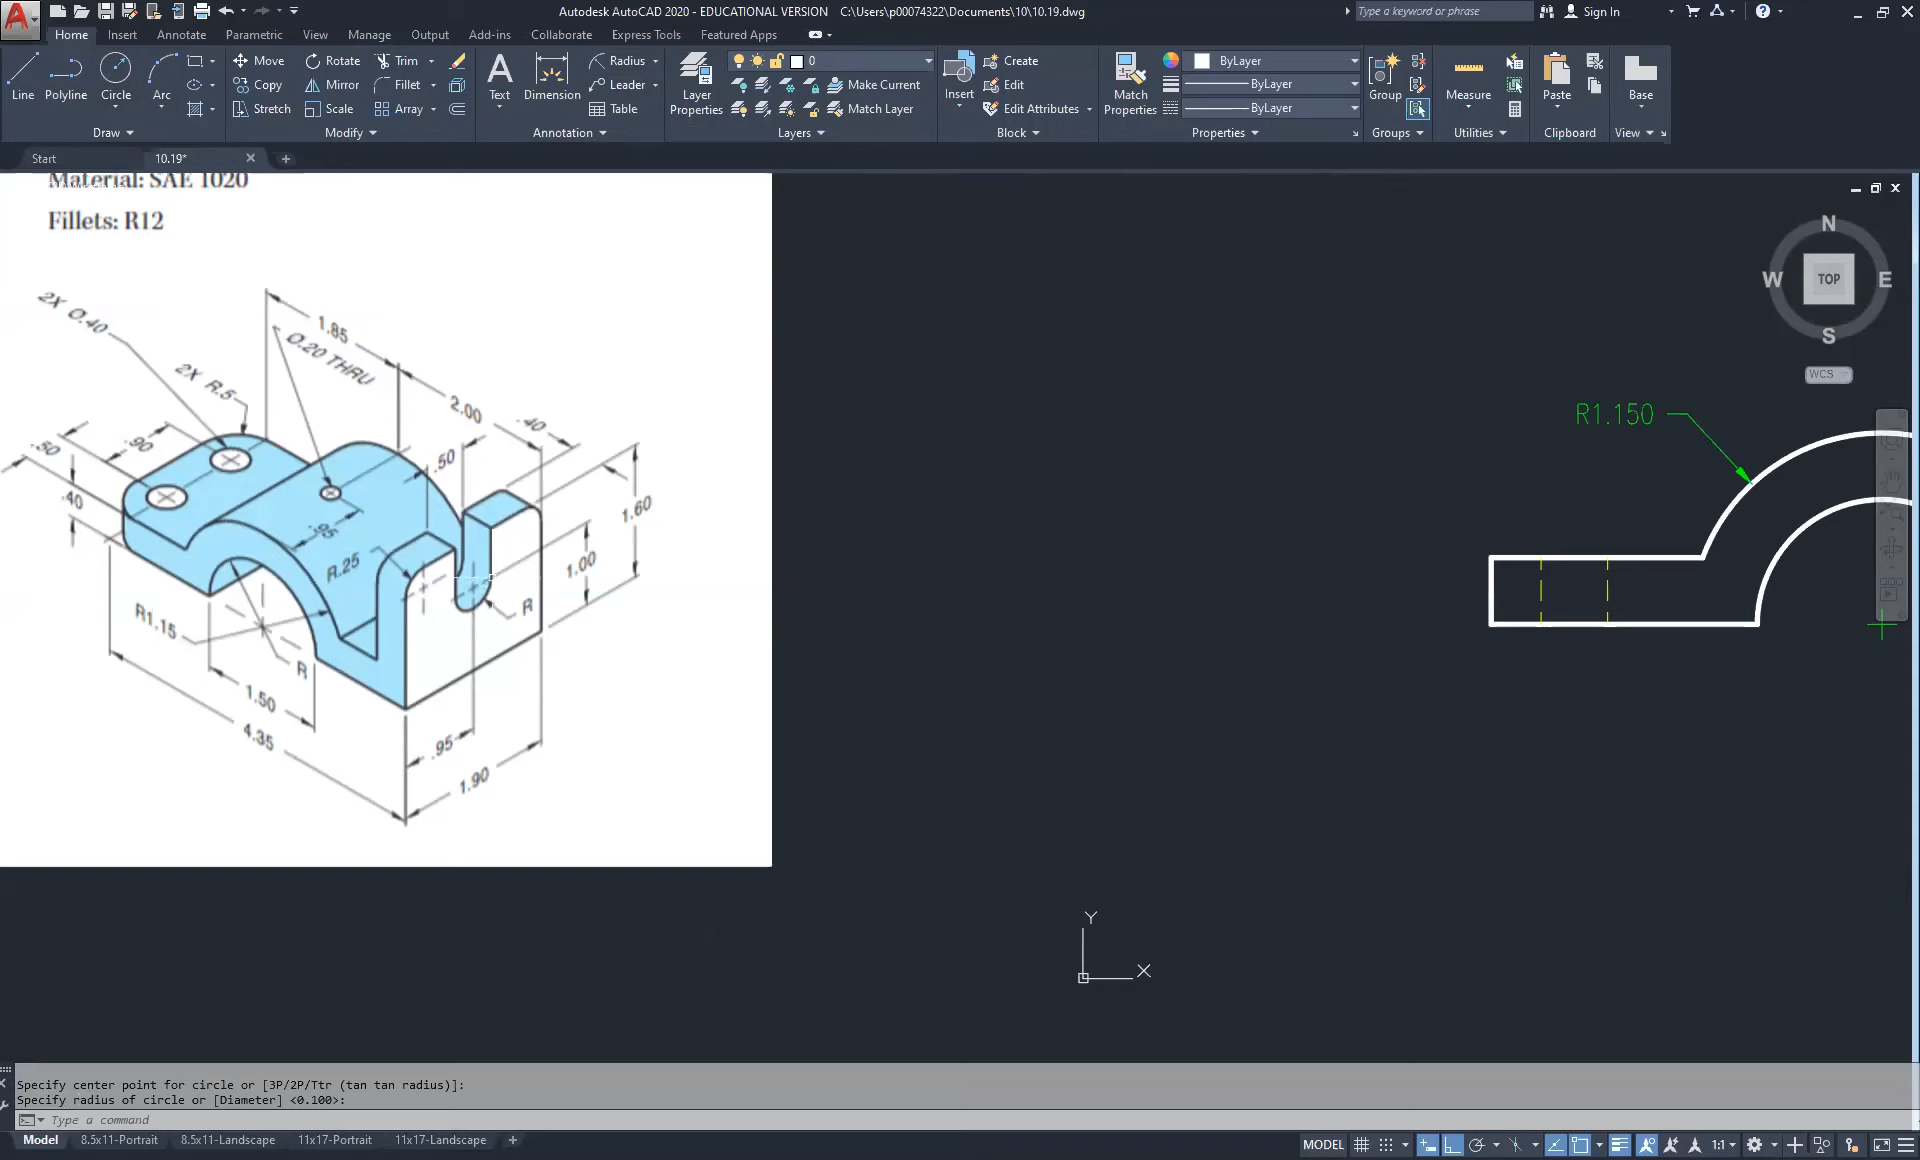 Autodesk AutoCAD 2020 - EDUCATIONAL VERSION C:\Users\p00074322\Documents\10\10.19.dwg
Type a keyword or phrase
Sign In
Home Insert Annotate Parametric View Manage Output Add-ins Collaborate Express Tools Featured Apps
Line Polyline Circle Arc
Draw
Move Rotate Trim
Copy Mirror Fillet
Stretch Scale Array
Modify
Text Dimension
Radius
Leader
Table
Annotation
Layer Properties
0
Make Current
Match Layer
Layers
Insert
Create
Edit
Edit Attributes
Block
Match Properties
ByLayer
ByLayer
ByLayer
Properties
Group
Groups
Measure
Utilities
Paste
Clipboard
Base
View
Start 10.19*
Material: SAE 1020
Fillets: R12
2X Ø.40
2X R.5
1.85
Ø.20 THRU
2.00
.40
.50
.90
.40
.50
1.60
.95
R.25
1.00
R
R1.15
R
1.50
4.35
.95
1.90
N
W TOP E
S
WCS
R1.150
Y
X
Specify center point for circle or [3P/2P/Ttr (tan tan radius)]:
Specify radius of circle or [Diameter] <0.100>:
Type a command
Model 8.5x11-Portrait 8.5x11-Landscape 11x17-Portrait 11x17-Landscape
MODEL 1:1